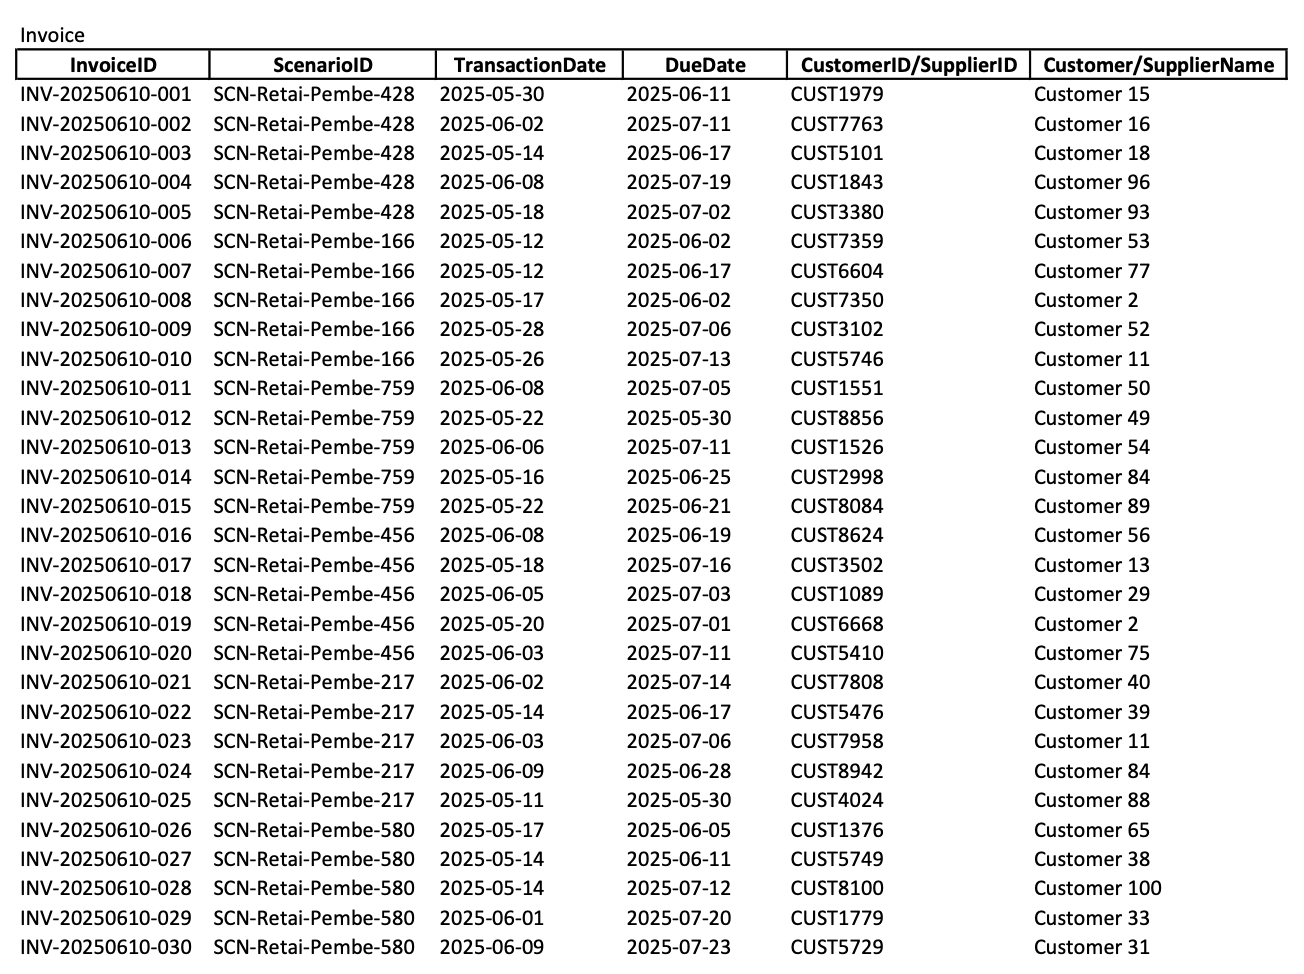 Invoice
InvoiceID ScenarioID TransactionDate DueDate CustomerID/SupplierID Customer/SupplierName
INV-20250610-001 SCN-Retai-Pembe-428 2025-05-30 2025-06-11 CUST1979 Customer 15
INV-20250610-002 SCN-Retai-Pembe-428 2025-06-02 2025-07-11 CUST7763 Customer 16
INV-20250610-003 SCN-Retai-Pembe-428 2025-05-14 2025-06-17 CUST5101 Customer 18
INV-20250610-004 SCN-Retai-Pembe-428 2025-06-08 2025-07-19 CUST1843 Customer 96
INV-20250610-005 SCN-Retai-Pembe-428 2025-05-18 2025-07-02 CUST3380 Customer 93
INV-20250610-006 SCN-Retai-Pembe-166 2025-05-12 2025-06-02 CUST7359 Customer 53
INV-20250610-007 SCN-Retai-Pembe-166 2025-05-12 2025-06-17 CUST6604 Customer 77
INV-20250610-008 SCN-Retai-Pembe-166 2025-05-17 2025-06-02 CUST7350 Customer 2
INV-20250610-009 SCN-Retai-Pembe-166 2025-05-28 2025-07-06 CUST3102 Customer 52
INV-20250610-010 SCN-Retai-Pembe-166 2025-05-26 2025-07-13 CUST5746 Customer 11
INV-20250610-011 SCN-Retai-Pembe-759 2025-06-08 2025-07-05 CUST1551 Customer 50
INV-20250610-012 SCN-Retai-Pembe-759 2025-05-22 2025-05-30 CUST8856 Customer 49
INV-20250610-013 SCN-Retai-Pembe-759 2025-06-06 2025-07-11 CUST1526 Customer 54
INV-20250610-014 SCN-Retai-Pembe-759 2025-05-16 2025-06-25 CUST2998 Customer 84
INV-20250610-015 SCN-Retai-Pembe-759 2025-05-22 2025-06-21 CUST8084 Customer 89
INV-20250610-016 SCN-Retai-Pembe-456 2025-06-08 2025-06-19 CUST8624 Customer 56
INV-20250610-017 SCN-Retai-Pembe-456 2025-05-18 2025-07-16 CUST3502 Customer 13
INV-20250610-018 SCN-Retai-Pembe-456 2025-06-05 2025-07-03 CUST1089 Customer 29
INV-20250610-019 SCN-Retai-Pembe-456 2025-05-20 2025-07-01 CUST6668 Customer 2
INV-20250610-020 SCN-Retai-Pembe-456 2025-06-03 2025-07-11 CUST5410 Customer 75
INV-20250610-021 SCN-Retai-Pembe-217 2025-06-02 2025-07-14 CUST7808 Customer 40
INV-20250610-022 SCN-Retai-Pembe-217 2025-05-14 2025-06-17 CUST5476 Customer 39
INV-20250610-023 SCN-Retai-Pembe-217 2025-06-03 2025-07-06 CUST7958 Customer 11
INV-20250610-024 SCN-Retai-Pembe-217 2025-06-09 2025-06-28 CUST8942 Customer 84
INV-20250610-025 SCN-Retai-Pembe-217 2025-05-11 2025-05-30 CUST4024 Customer 88
INV-20250610-026 SCN-Retai-Pembe-580 2025-05-17 2025-06-05 CUST1376 Customer 65
INV-20250610-027 SCN-Retai-Pembe-580 2025-05-14 2025-06-11 CUST5749 Customer 38
INV-20250610-028 SCN-Retai-Pembe-580 2025-05-14 2025-07-12 CUST8100 Customer 100
INV-20250610-029 SCN-Retai-Pembe-580 2025-06-01 2025-07-20 CUST1779 Customer 33
INV-20250610-030 SCN-Retai-Pembe-580 2025-06-09 2025-07-23 CUST5729 Customer 31